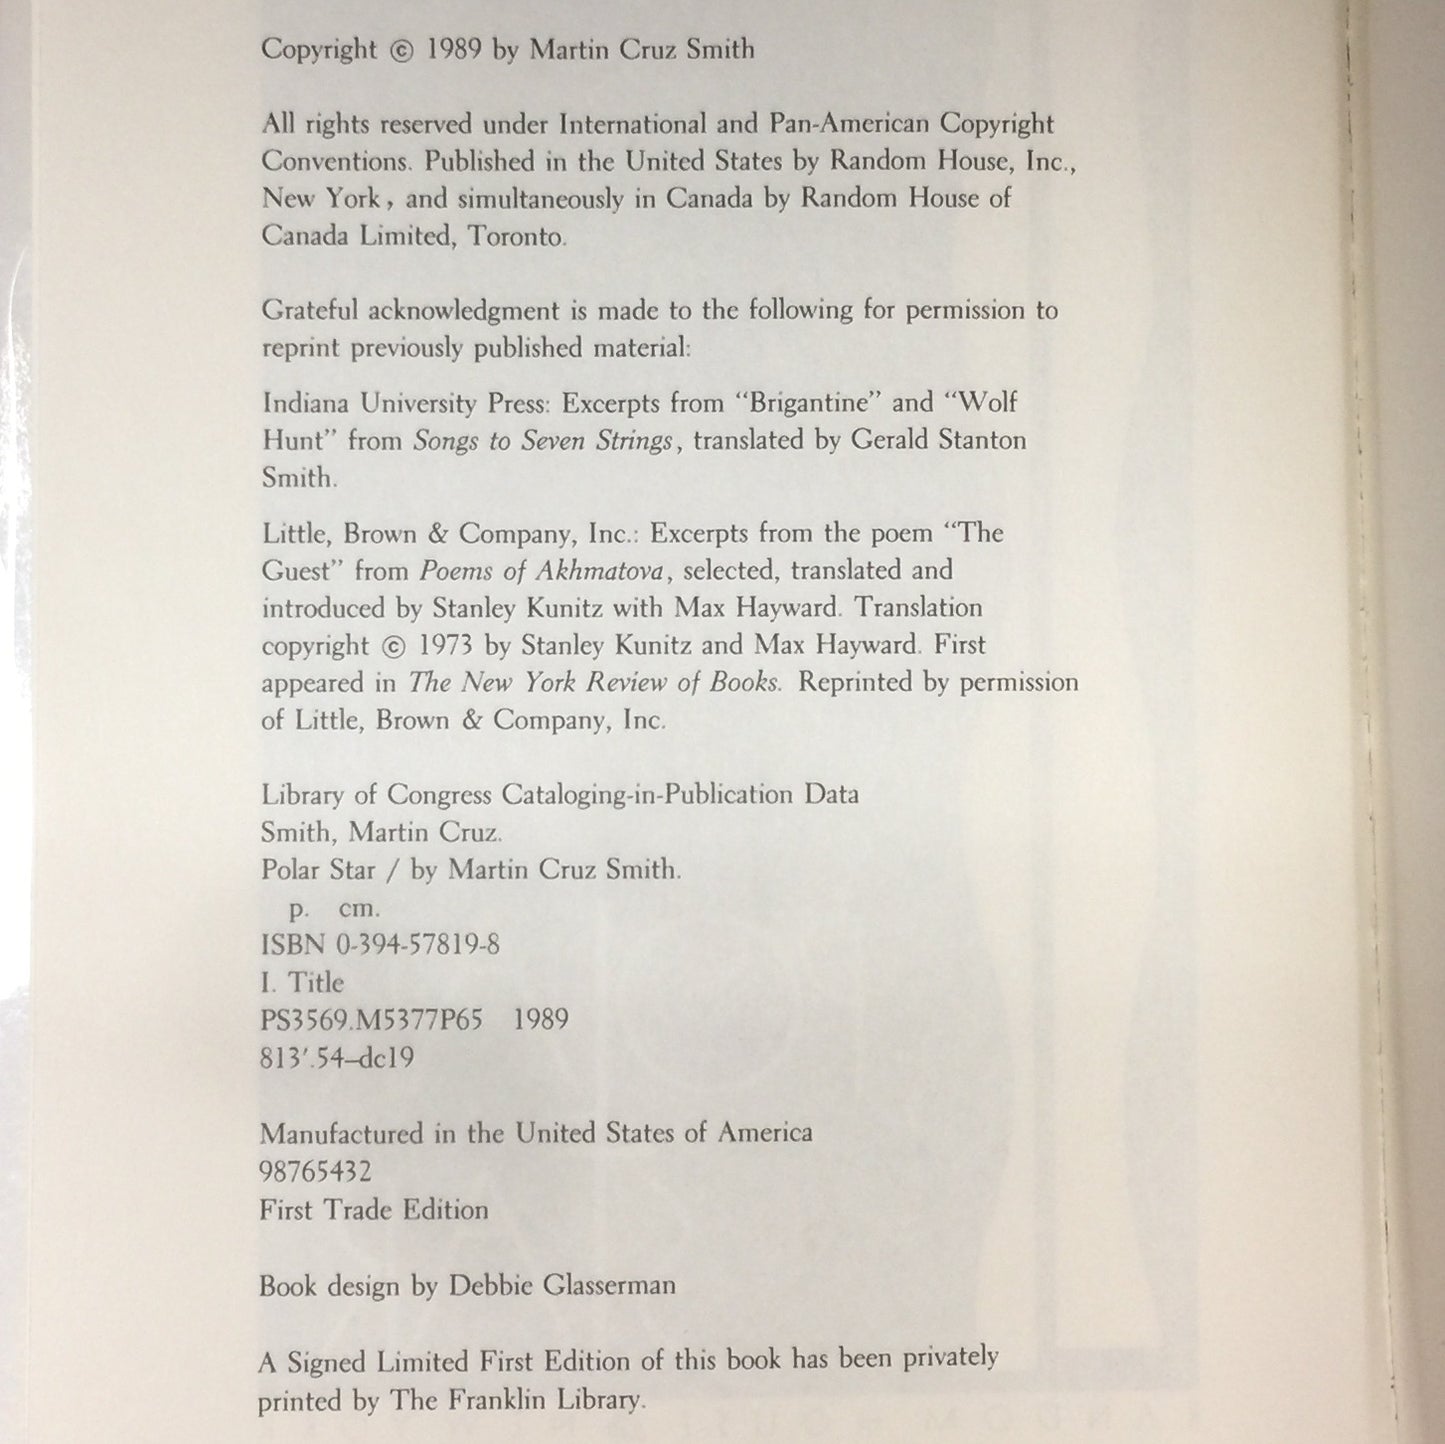 Copyright © 1989 by Martin Cruz Smith
All rights reserved under International and Pan-American Copyright
Conventions. Published in the United States by Random House, Inc.,
New York, and simultaneously in Canada by Random House of
Canada Limited, Toronto.
Grateful acknowledgment is made to the following for permission to
reprint previously published material:
Indiana University Press: Excerpts from “Brigantine” and “Wolf
Hunt” from Songs to Seven Strings, translated by Gerald Stanton
Smith.
Little, Brown & Company, Inc.: Excerpts from the poem “The
Guest” from Poems of Akhmatova, selected, translated and
introduced by Stanley Kunitz with Max Hayward. Translation
copyright © 1973 by Stanley Kunitz and Max Hayward. First
appeared in The New York Review of Books. Reprinted by permission
of Little, Brown & Company, Inc.
Library of Congress Cataloging-in-Publication Data
Smith, Martin Cruz.
Polar Star / by Martin Cruz Smith.
p. cm.
ISBN 0-394-57819-8
I. Title
PS3569.M5377P65 1989
813′.54–dc19
Manufactured in the United States of America
98765432
First Trade Edition
Book design by Debbie Glasserman
A Signed Limited First Edition of this book has been privately
printed by The Franklin Library.